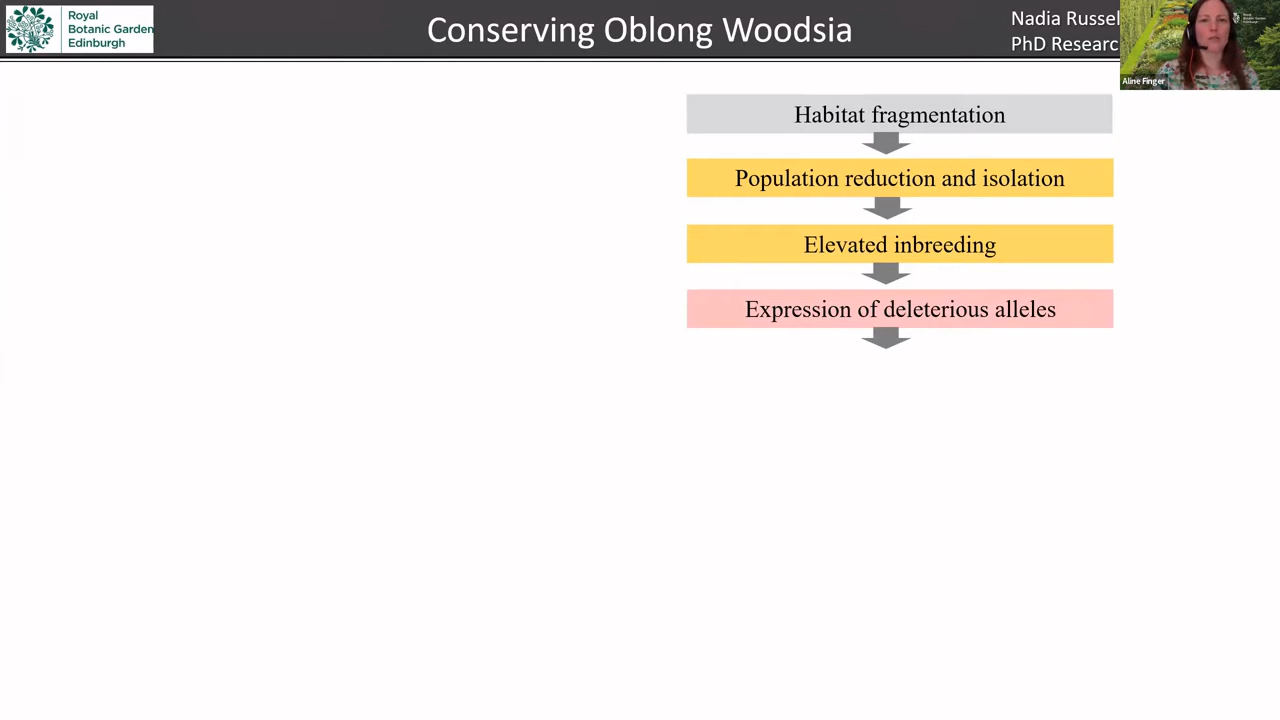 Royal
Botanic Garden
Edinburgh
Conserving Oblong Woodsia
Nadia Russel
PhD Researc
Aline Finger
Habitat fragmentation
Population reduction and isolation
Elevated inbreeding
Expression of deleterious alleles